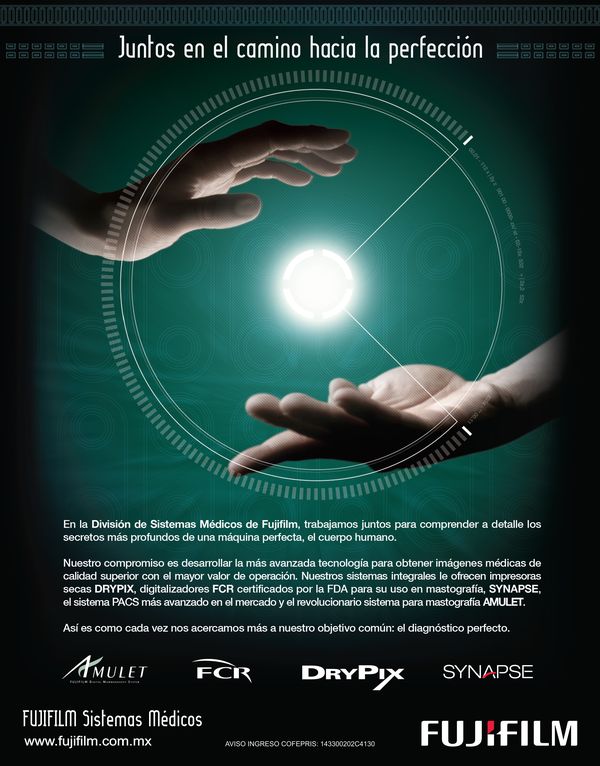 Juntos en el camino hacia la perfección
En la División de Sistemas Médicos de Fujifilm, trabajamos juntos para comprender a detalle los
secretos más profundos de una máquina perfecta, el cuerpo humano.
Nuestro compromiso es desarrollar la más avanzada tecnología para obtener imágenes médicas de
calidad superior con el mayor valor de operación. Nuestros sistemas integrales le ofrecen impresoras
secas DRYPIX, digitalizadores FCR certificados por la FDA para su uso en mastografía, SYNAPSE,
el sistema PACS más avanzado en el mercado y el revolucionario sistema para mastografía AMULET.
Así es como cada vez nos acercamos más a nuestro objetivo común: el diagnóstico perfecto.
AMULET FCR DRYPIX SYNAPSE
FUJIFILM DIGITAL MAMMOGRAPHY SYSTEM
FUJIFILM Sistemas Médicos
www.fujifilm.com.mx
AVISO INGRESO COFEPRIS: 143300202C4130
FUJIFILM